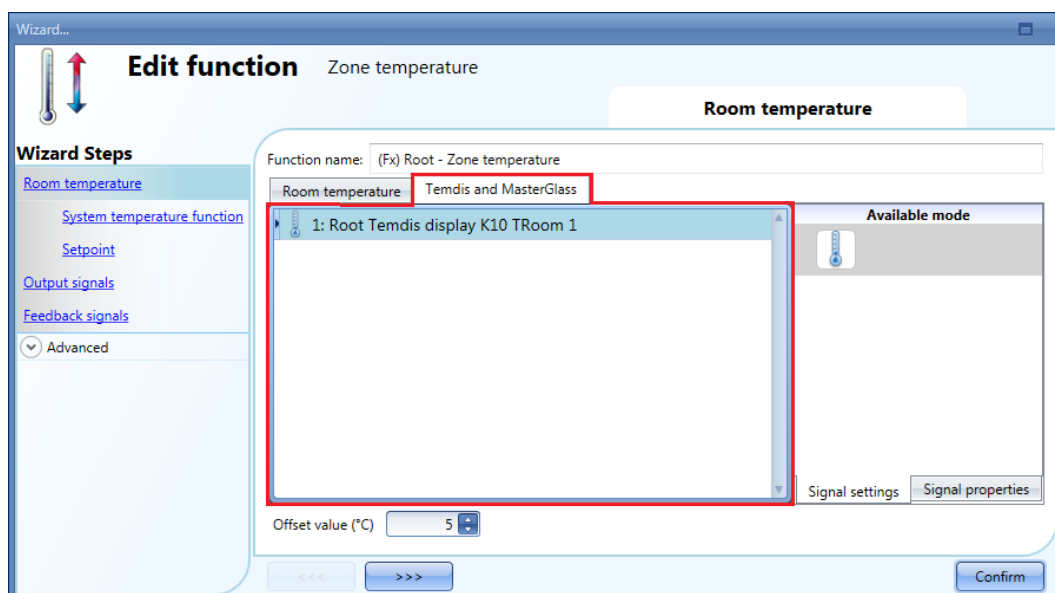 Wizard...
Edit function Zone temperature
Room temperature
Wizard Steps
Room temperature
System temperature function
Setpoint
Output signals
Feedback signals
Advanced
Function name: (Fx) Root - Zone temperature
Room temperature Temdis and MasterGlass
1: Root Temdis display K10 TRoom 1
Available mode
Signal settings Signal properties
Offset value (°C) 5
<<< >>> Confirm